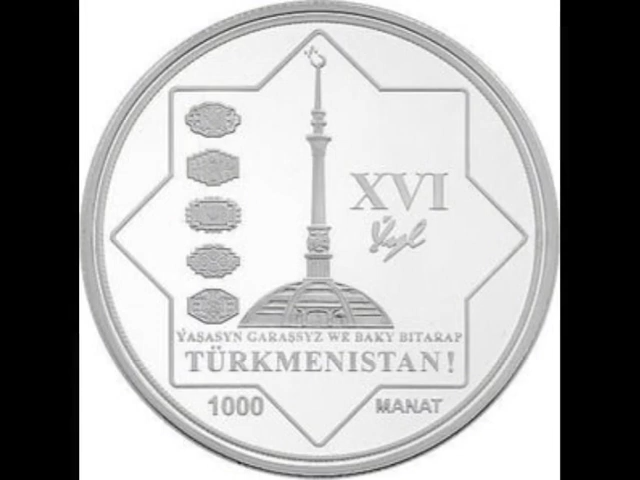 XVI
Ýyl
ÝAŞASYN GARAŞSYZ WE BAKY BITARAP
TÜRKMENISTAN!
1000 MANAT